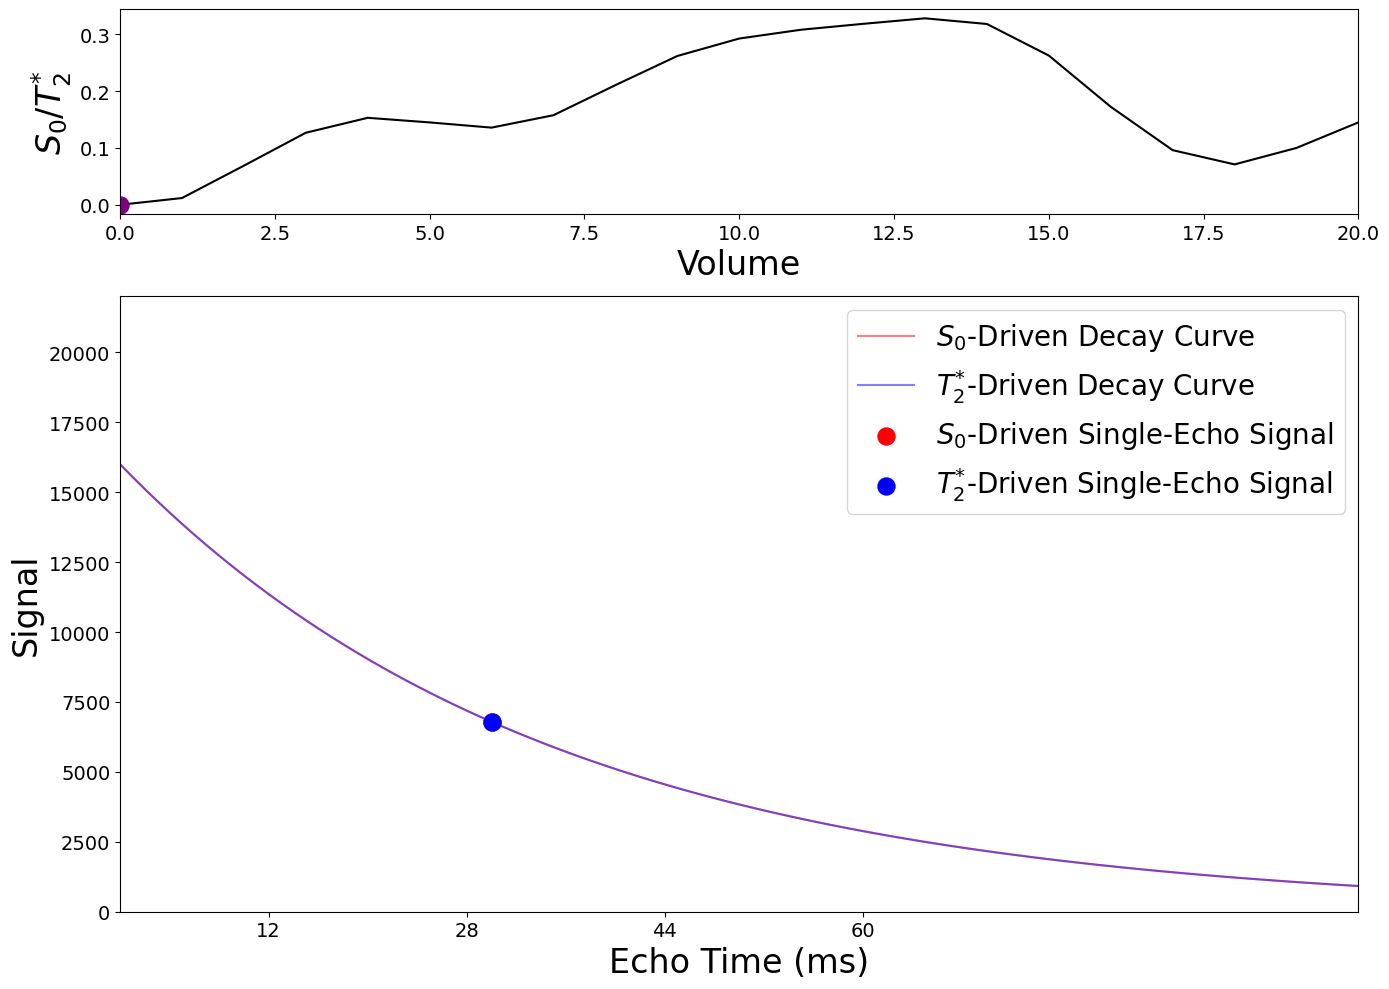 0.3
0.2
0.1
0.0
S₀/T₂*
0.0 2.5 5.0 7.5 10.0 12.5 15.0 17.5 20.0
Volume
S₀-Driven Decay Curve
T₂*-Driven Decay Curve
S₀-Driven Single-Echo Signal
T₂*-Driven Single-Echo Signal
20000
17500
15000
12500
10000
7500
5000
2500
0
Signal
12 28 44 60
Echo Time (ms)